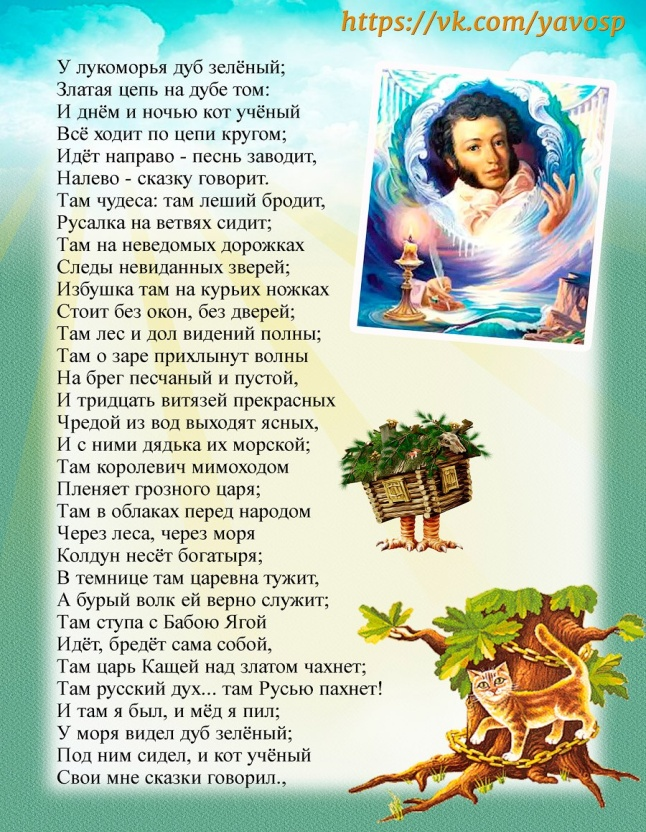 https://vk.com/yavosp
У лукоморья дуб зелёный;
Златая цепь на дубе том:
И днём и ночью кот учёный
Всё ходит по цепи кругом;
Идёт направо - песнь заводит,
Налево - сказку говорит.
Там чудеса: там леший бродит,
Русалка на ветвях сидит;
Там на неведомых дорожках
Следы невиданных зверей;
Избушка там на курьих ножках
Стоит без окон, без дверей;
Там лес и дол видений полны;
Там о заре прихлынут волны
На брег песчаный и пустой,
И тридцать витязей прекрасных
Чредой из вод выходят ясных,
И с ними дядька их морской;
Там королевич мимоходом
Пленяет грозного царя;
Там в облаках перед народом
Через леса, через моря
Колдун несёт богатыря;
В темнице там царевна тужит,
А бурый волк ей верно служит;
Там ступа с Бабою Ягой
Идёт, бредёт сама собой,
Там царь Кащей над златом чахнет;
Там русский дух... там Русью пахнет!
И там я был, и мёд я пил;
У моря видел дуб зелёный;
Под ним сидел, и кот учёный
Свои мне сказки говорил.,